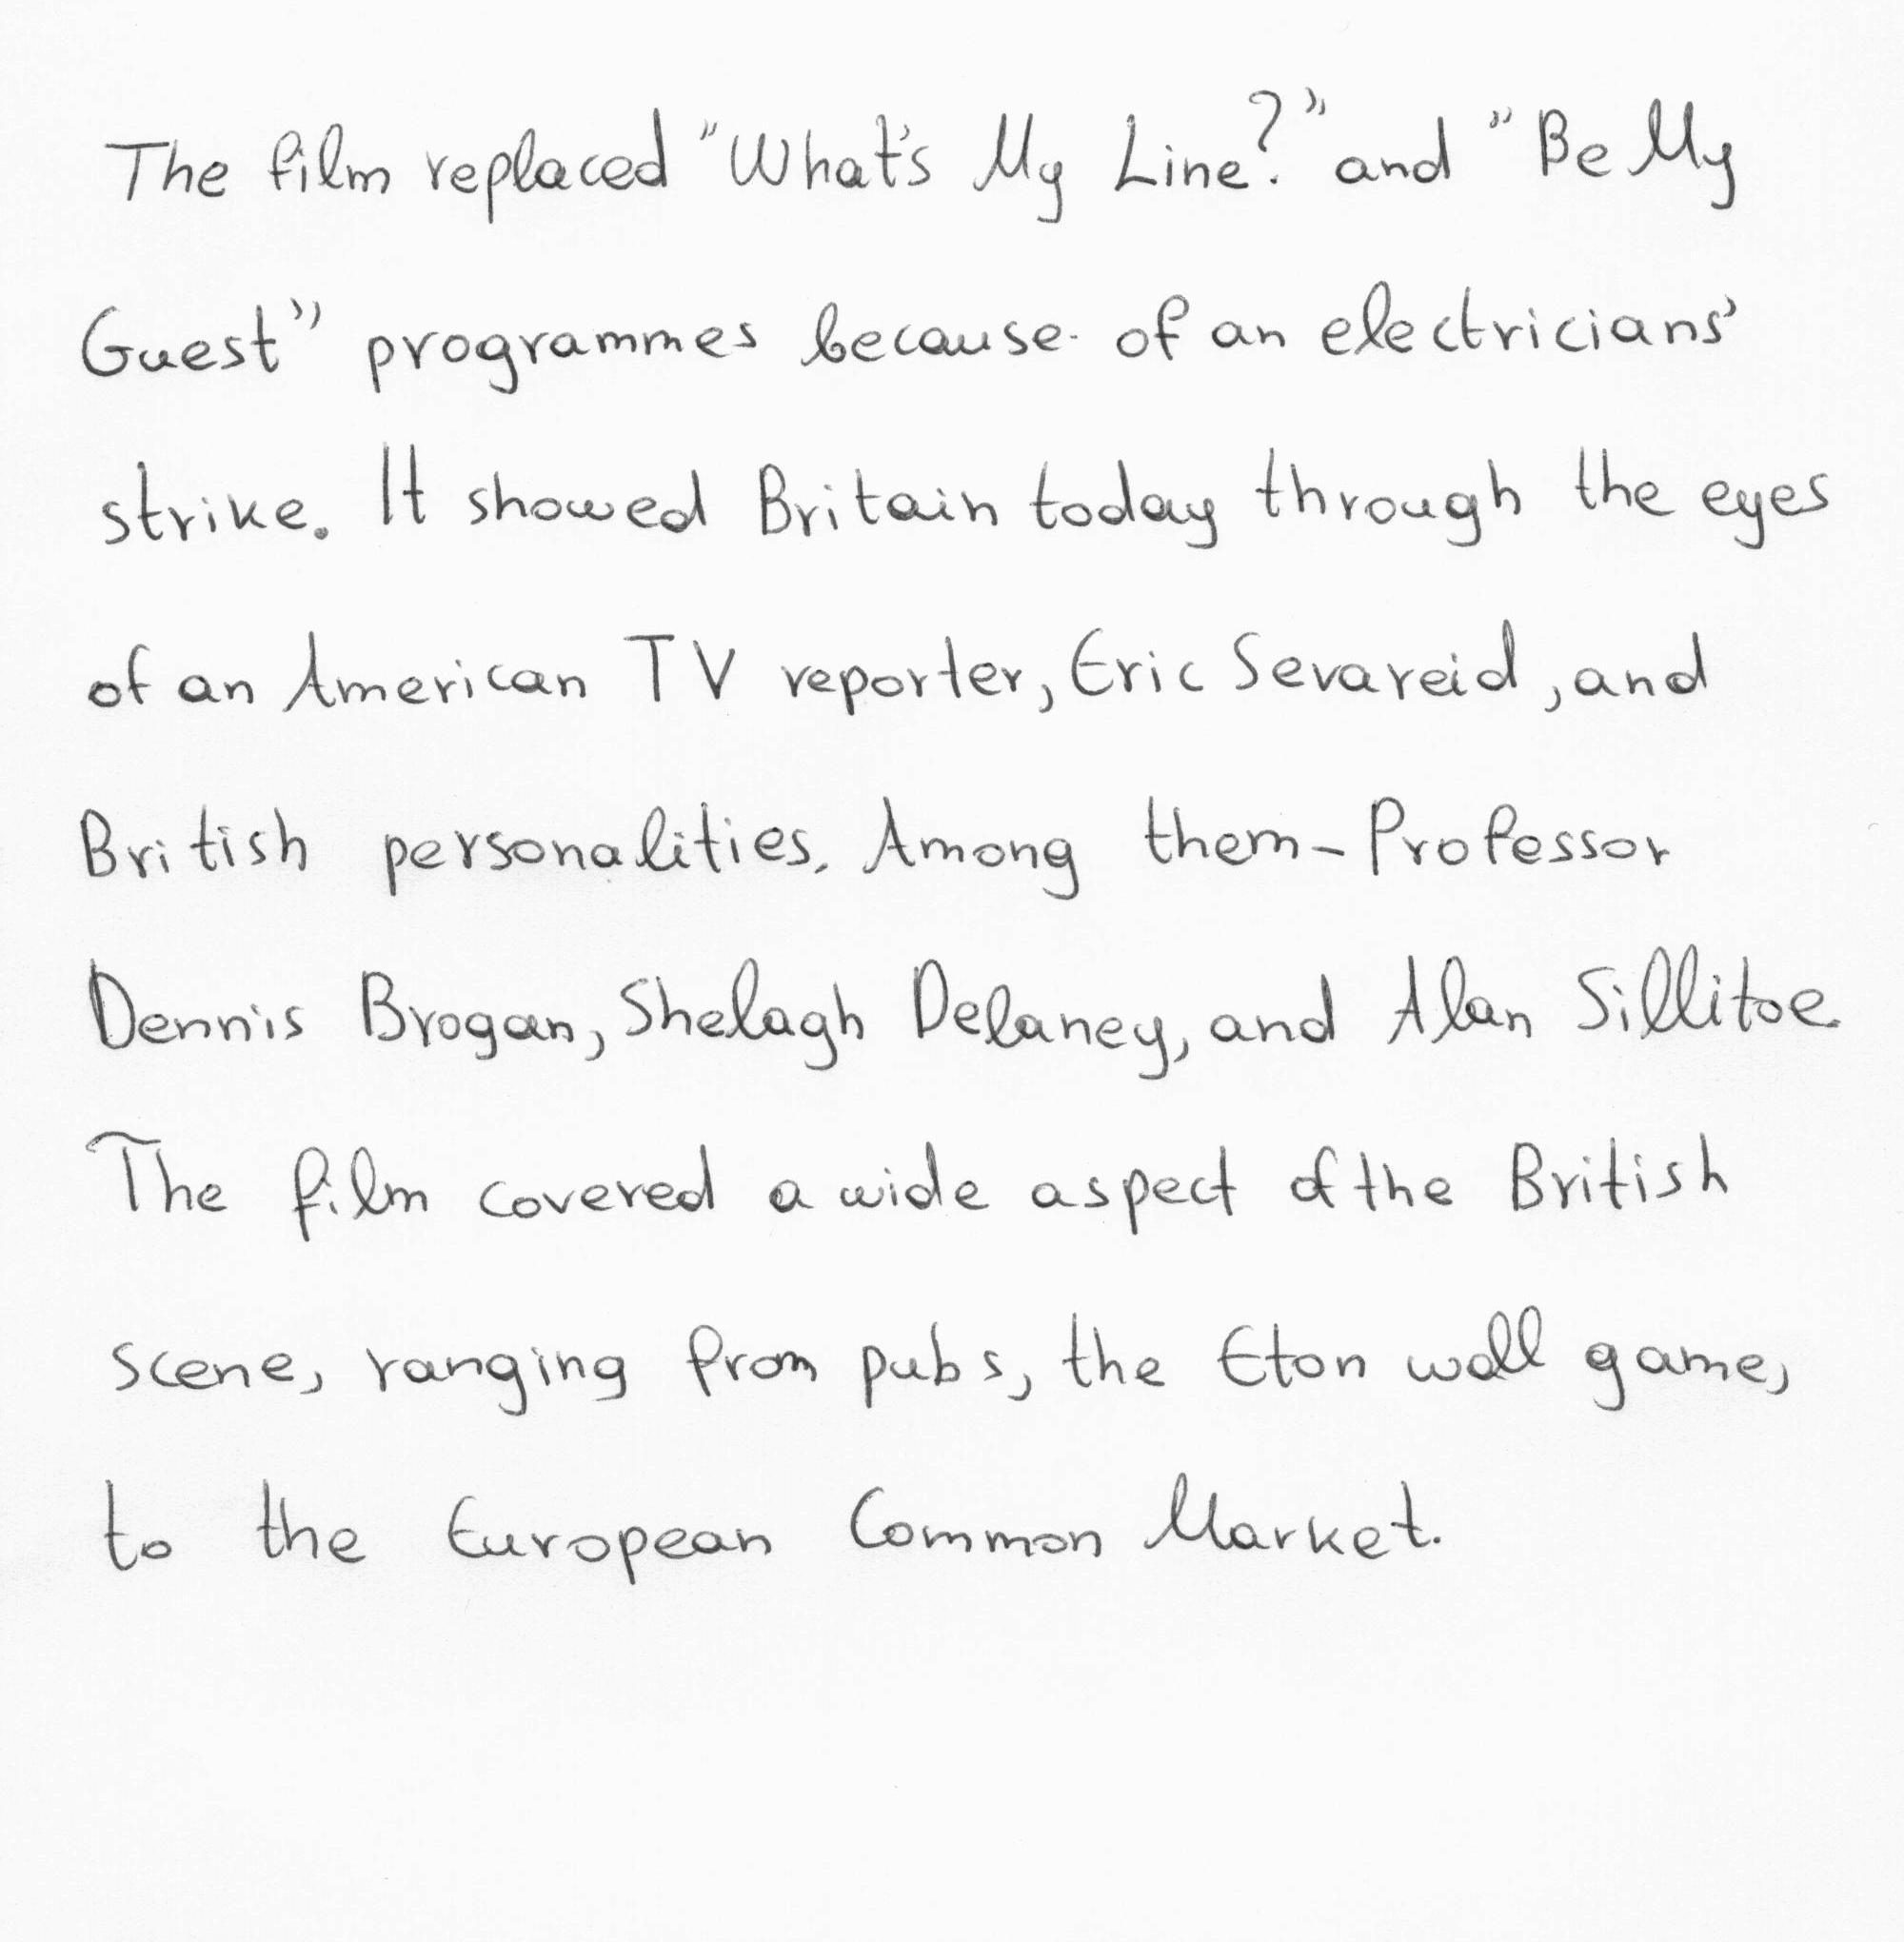 The film replaced "What's My Line?" and "Be My
Guest" programmes because of an electricians'
strike. It showed Britain today through the eyes
of an American TV reporter, Eric Sevareid, and
British personalities. Among them - Professor
Dennis Brogan, Shelagh Delaney, and Alan Sillitoe.
The film covered a wide aspect of the British
scene, ranging from pubs, the Eton wall game,
to the European Common Market.